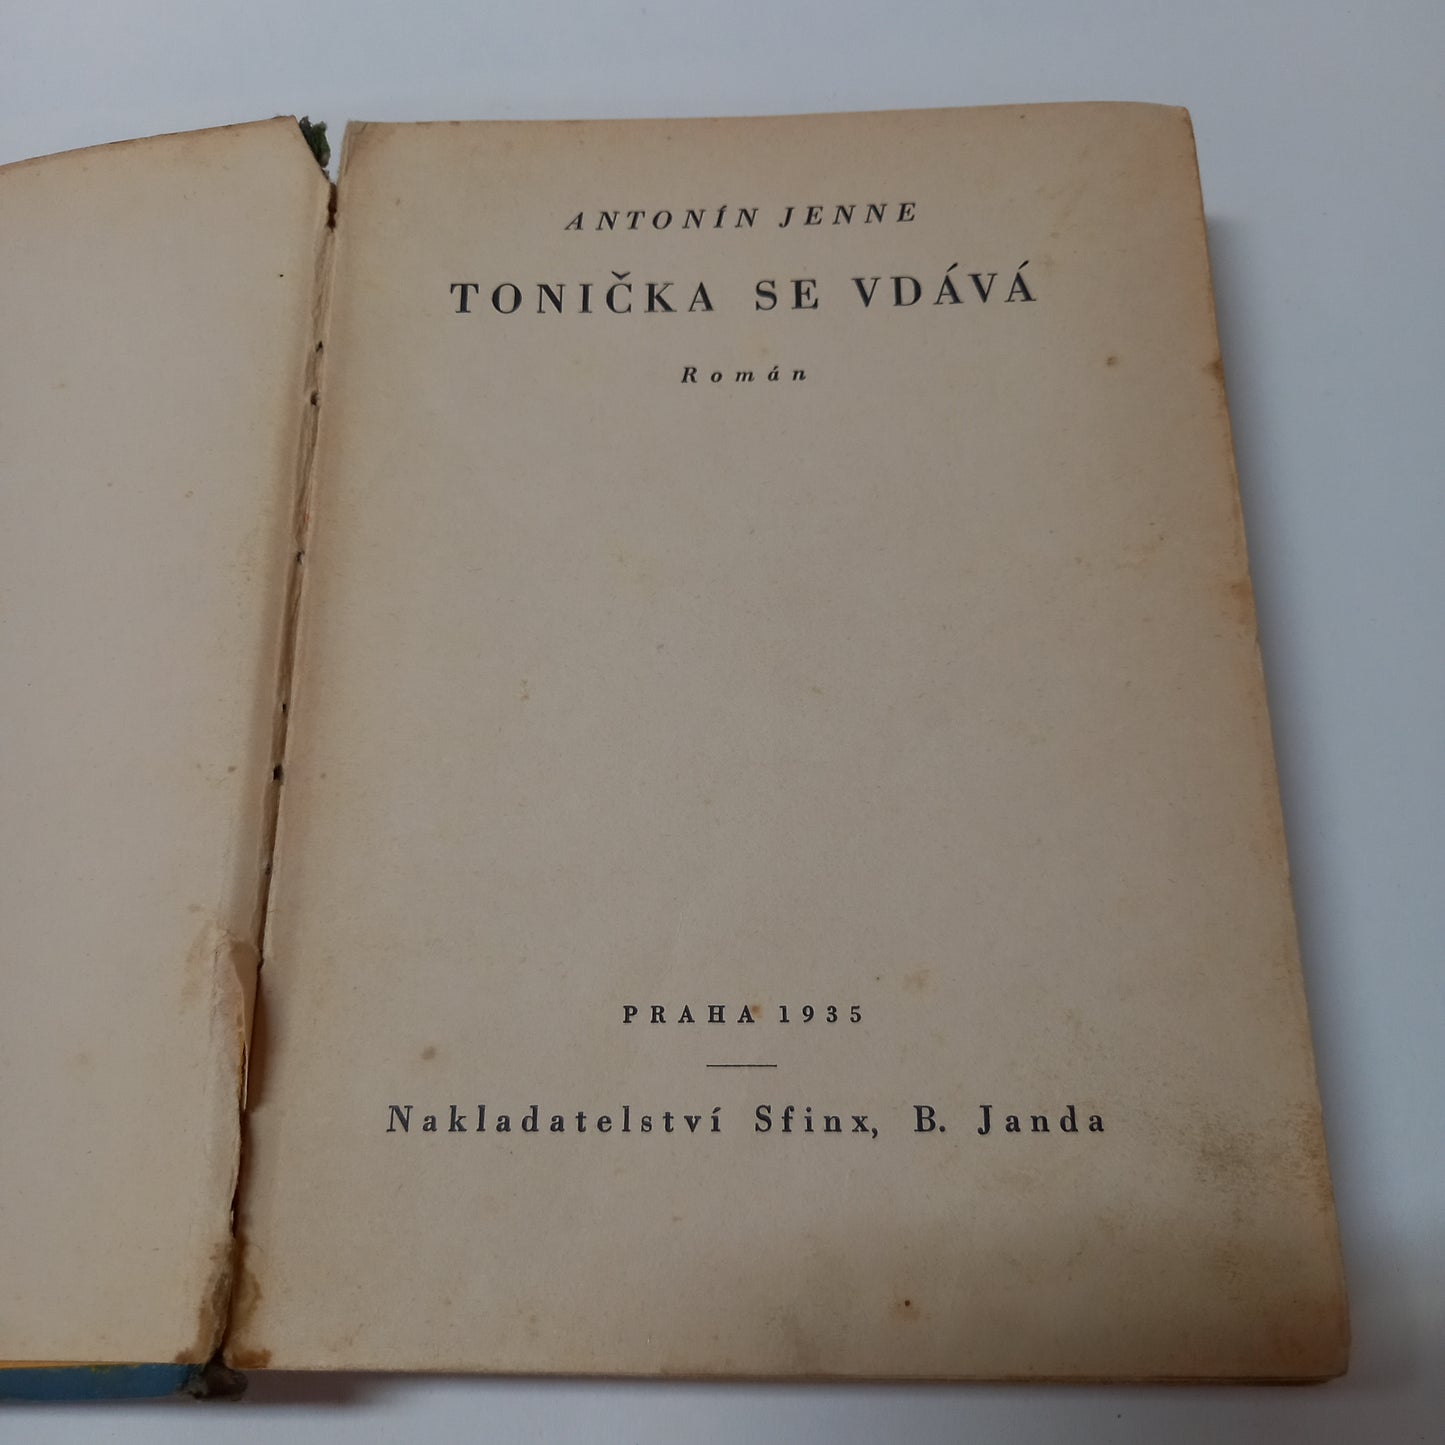 ANTONÍN JENNE
TONIČKA SE VDÁVÁ
Román
PRAHA 1935
Nakladatelství Sfinx, B. Janda